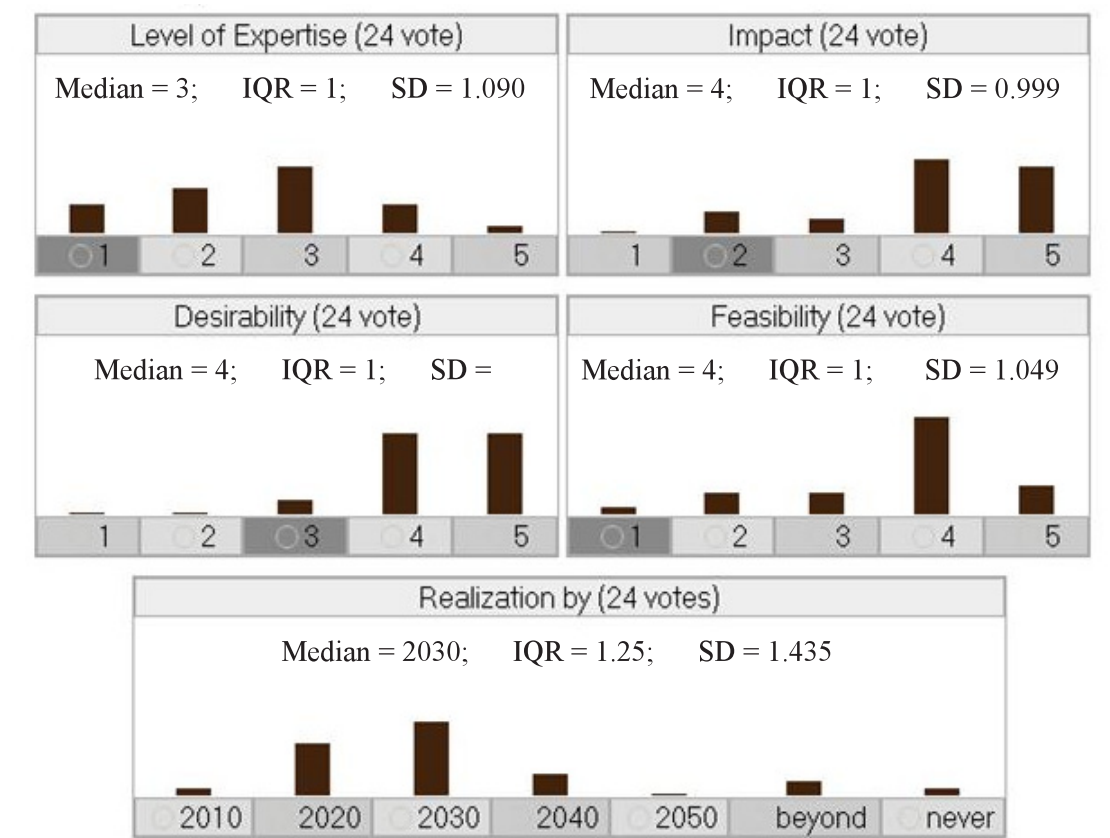 Level of Expertise (24 vote)
Median = 3; IQR = 1; SD = 1.090
1 2 3 4 5
Impact (24 vote)
Median = 4; IQR = 1; SD = 0.999
1 2 3 4 5
Desirability (24 vote)
Median = 4; IQR = 1; SD =
1 2 3 4 5
Feasibility (24 vote)
Median = 4; IQR = 1; SD = 1.049
1 2 3 4 5
Realization by (24 votes)
Median = 2030; IQR = 1.25; SD = 1.435
2010 2020 2030 2040 2050 beyond never